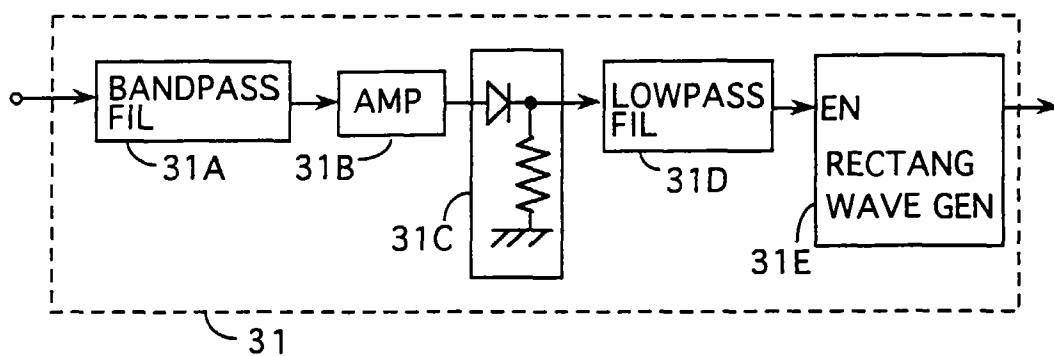 BANDPASS
FIL
31A
AMP
31B
31C
LOWPASS
FIL
31D
EN
RECTANG
WAVE GEN
31E
31